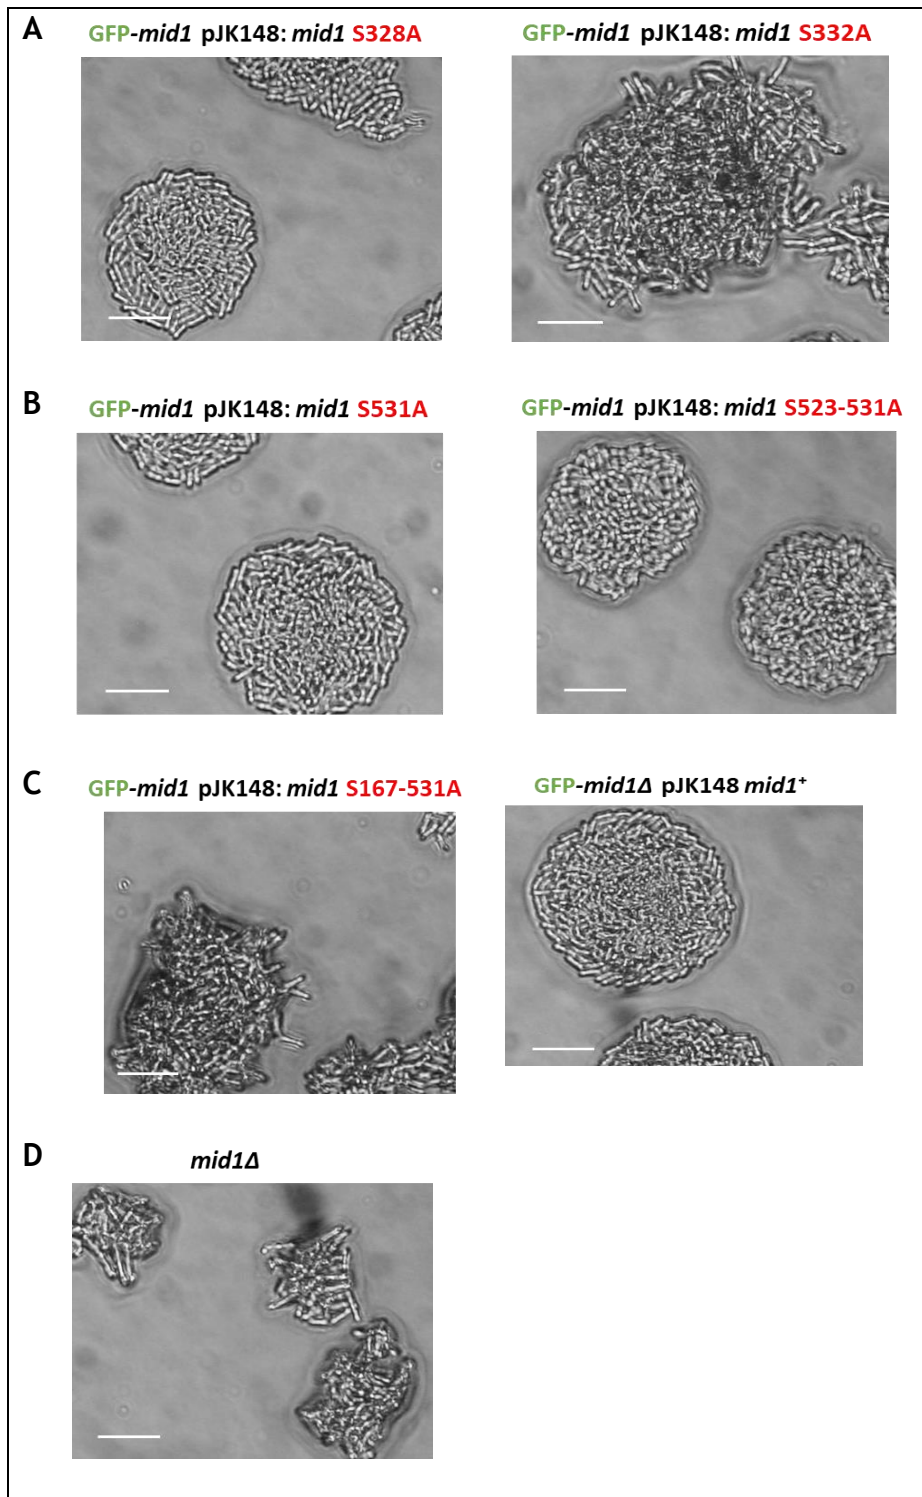 A
GFP-mid1 pJK148: mid1 S328A
GFP-mid1 pJK148: mid1 S332A
B
GFP-mid1 pJK148: mid1 S531A
GFP-mid1 pJK148: mid1 S523-531A
C
GFP-mid1 pJK148: mid1 S167-531A
GFP-mid1Δ pJK148 mid1⁺
D
mid1Δ